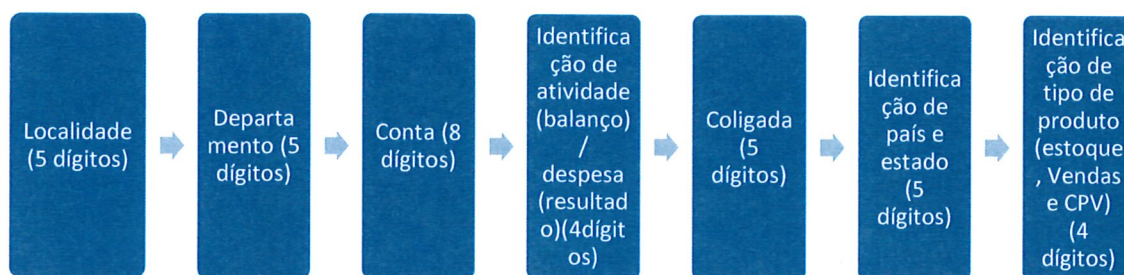 Localidade
(5 dígitos)
Departa
mento (5
dígitos)
Conta (8
dígitos)
Identifica
ção de
atividade
(balanço)
/
despesa
(resultad
o)(4dígit
os)
Coligada
(5
dígitos)
Identifica
ção de
país e
estado
(5
dígitos)
Identifica
ção de
tipo de
produto
(estoque
, Vendas
e CPV)
(4
dígitos)